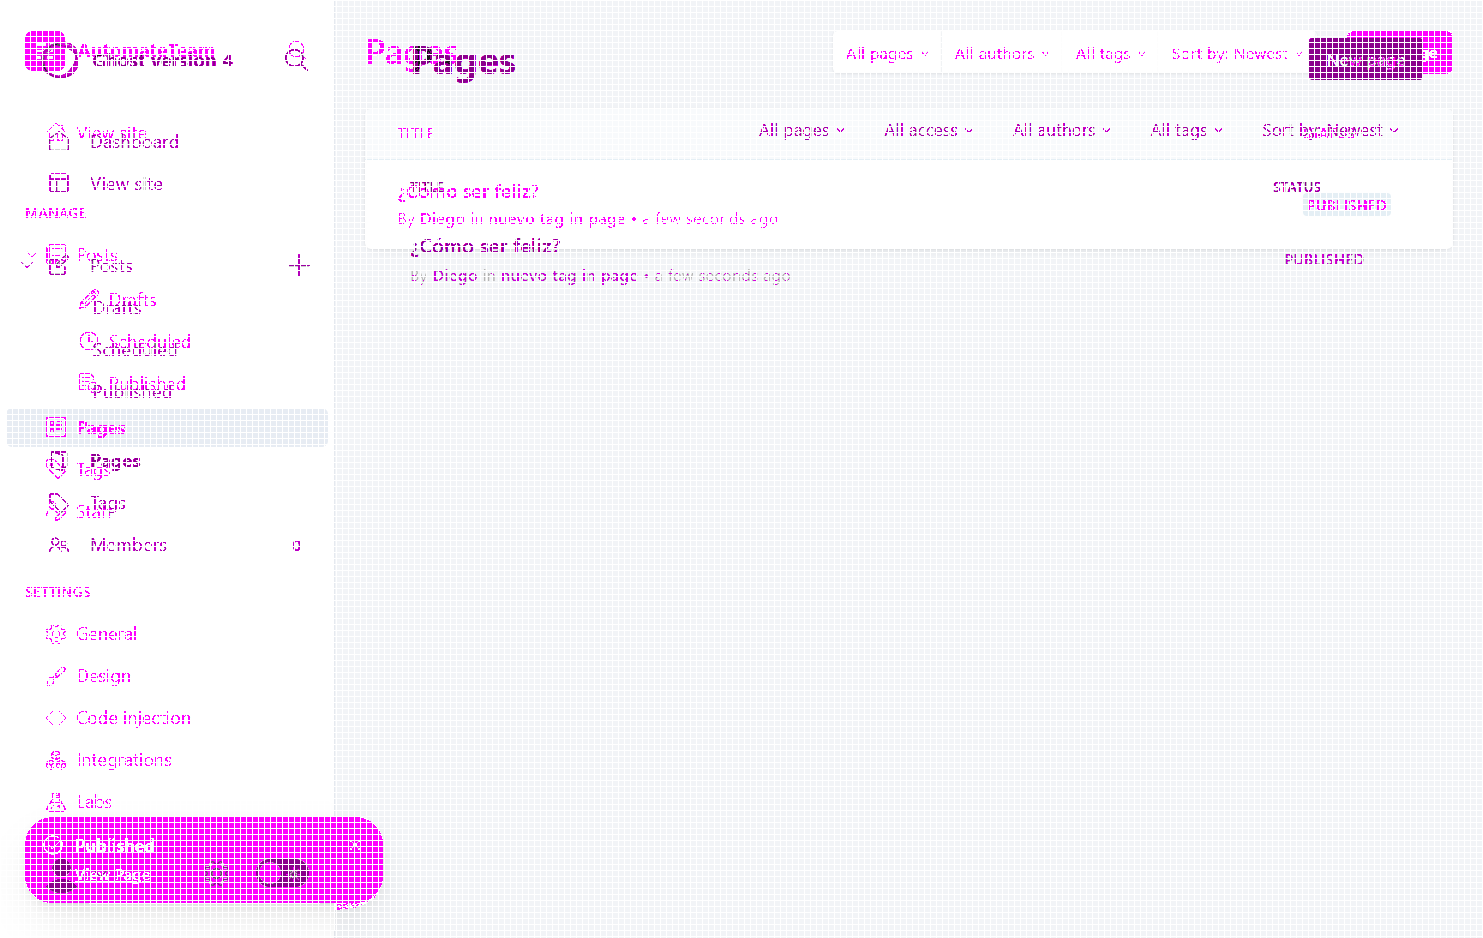 AutomateTeam
Ghost version 4
Pages
Pages
All pages
All authors
All tags
Sort by: Newest
New page
View site
Dashboard
View site
TITLE
All pages
All access
All authors
All tags
Sort by: Newest
STATUS
MANAGE
TITLE
STATUS
¿Cómo ser feliz?
PUBLISHED
By Diego in nuevo tag in page • a few seconds ago
¿Cómo ser feliz?
PUBLISHED
By Diego in nuevo tag in page • a few seconds ago
Posts
Posts
Drafts
Drafts
Scheduled
Scheduled
Published
Published
Pages
Pages
Tags
Tags
Staff
Members 0
SETTINGS
General
Design
Code injection
Integrations
Labs
Published
View Page